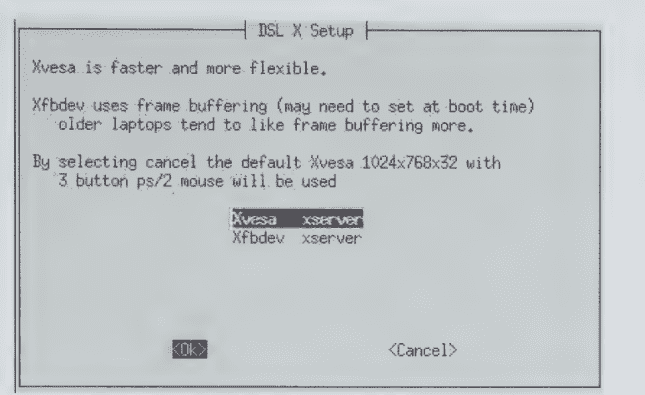 DSL X Setup
Xvesa is faster and more flexible.
Xfbdev uses frame buffering (may need to set at boot time)
older laptops tend to like frame buffering more.
By selecting cancel the default Xvesa 1024x768x32 with
3 button ps/2 mouse will be used
Xvesa xserver
Xfbdev xserver
<Ok> <Cancel>